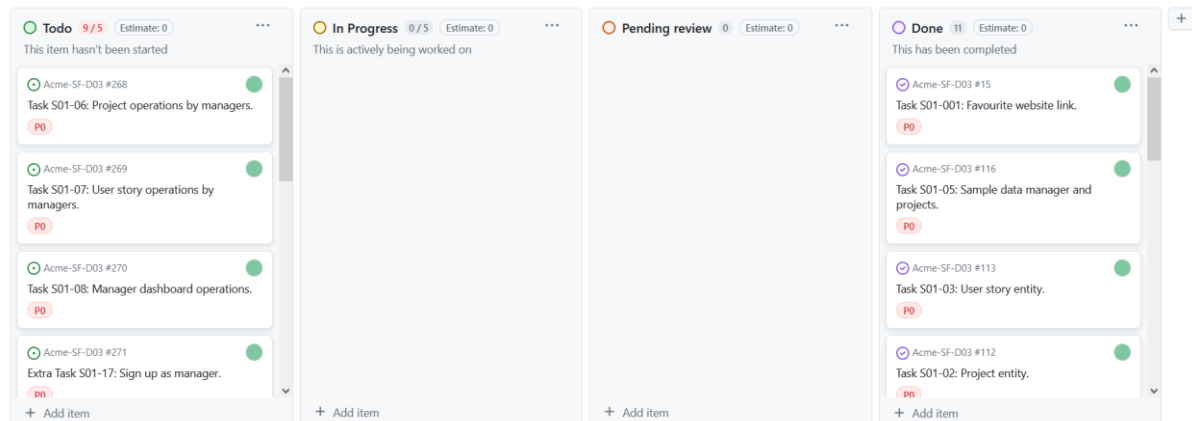 Todo 9 / 5 Estimate: 0 ...
This item hasn't been started
Acme-SF-D03 #268
Task S01-06: Project operations by managers.
P0
Acme-SF-D03 #269
Task S01-07: User story operations by
managers.
P0
Acme-SF-D03 #270
Task S01-08: Manager dashboard operations.
P0
Acme-SF-D03 #271
Extra Task S01-17: Sign up as manager.
P0
+ Add item
In Progress 0 / 5 Estimate: 0 ...
This is actively being worked on
+ Add item
Pending review 0 Estimate: 0 ...
+ Add item
Done 11 Estimate: 0 ...
This has been completed
Acme-SF-D03 #15
Task S01-001: Favourite website link.
P0
Acme-SF-D03 #116
Task S01-05: Sample data manager and
projects.
P0
Acme-SF-D03 #113
Task S01-03: User story entity.
P0
Acme-SF-D03 #112
Task S01-02: Project entity.
P0
+ Add item
+